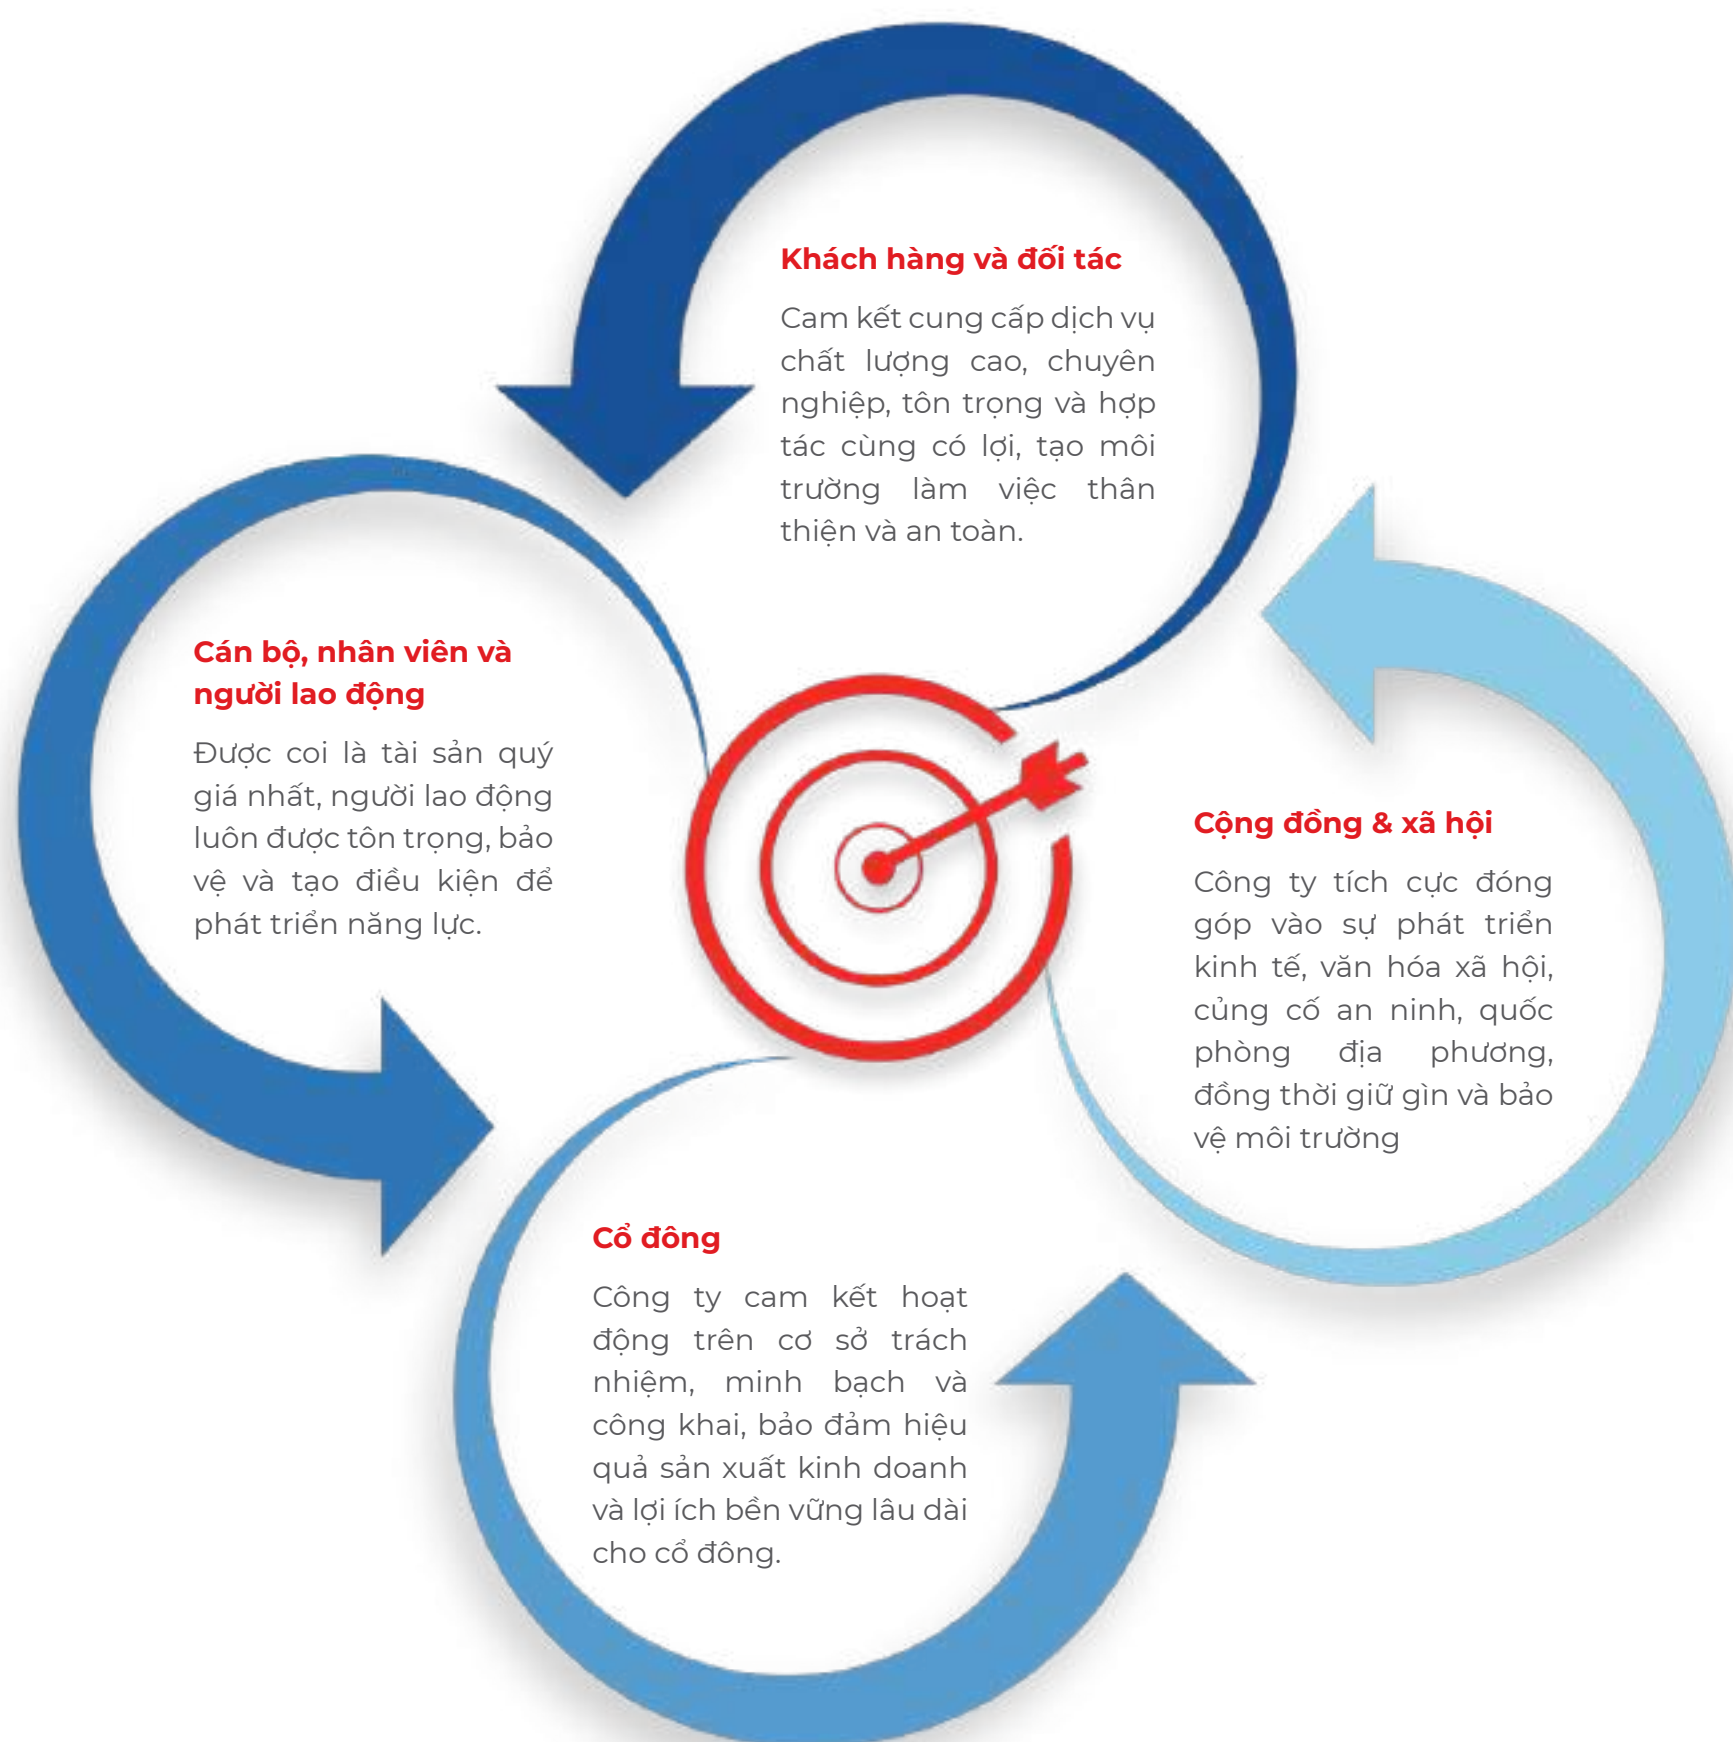 Khách hàng và đối tác
Cam kết cung cấp dịch vụ
chất lượng cao, chuyên
nghiệp, tôn trọng và hợp
tác cùng có lợi, tạo môi
trường làm việc thân
thiện và an toàn.
Cán bộ, nhân viên và
người lao động
Được coi là tài sản quý
giá nhất, người lao động
luôn được tôn trọng, bảo
vệ và tạo điều kiện để
phát triển năng lực.
Cộng đồng & xã hội
Công ty tích cực đóng
góp vào sự phát triển
kinh tế, văn hóa xã hội,
củng cố an ninh, quốc
phòng địa phương,
đồng thời giữ gìn và bảo
vệ môi trường
Cổ đông
Công ty cam kết hoạt
động trên cơ sở trách
nhiệm, minh bạch và
công khai, bảo đảm hiệu
quả sản xuất kinh doanh
và lợi ích bền vững lâu dài
cho cổ đông.